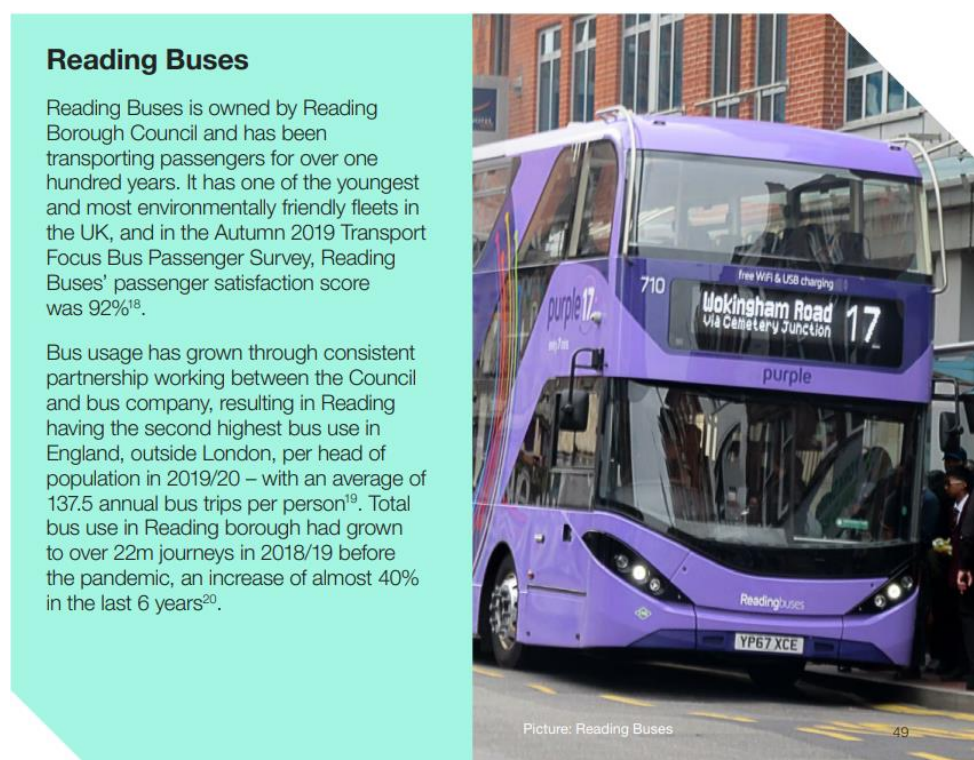 Reading Buses
Reading Buses is owned by Reading
Borough Council and has been
transporting passengers for over one
hundred years. It has one of the youngest
and most environmentally friendly fleets in
the UK, and in the Autumn 2019 Transport
Focus Bus Passenger Survey, Reading
Buses’ passenger satisfaction score
was 92%18.
Bus usage has grown through consistent
partnership working between the Council
and bus company, resulting in Reading
having the second highest bus use in
England, outside London, per head of
population in 2019/20 – with an average of
137.5 annual bus trips per person19. Total
bus use in Reading borough had grown
to over 22m journeys in 2018/19 before
the pandemic, an increase of almost 40%
in the last 6 years20.
free WiFi & USB charging
710
Wokingham Road
via Cemetery Junction
17
purple17
purple
Readingbuses
YP67 XCE
Picture: Reading Buses
49